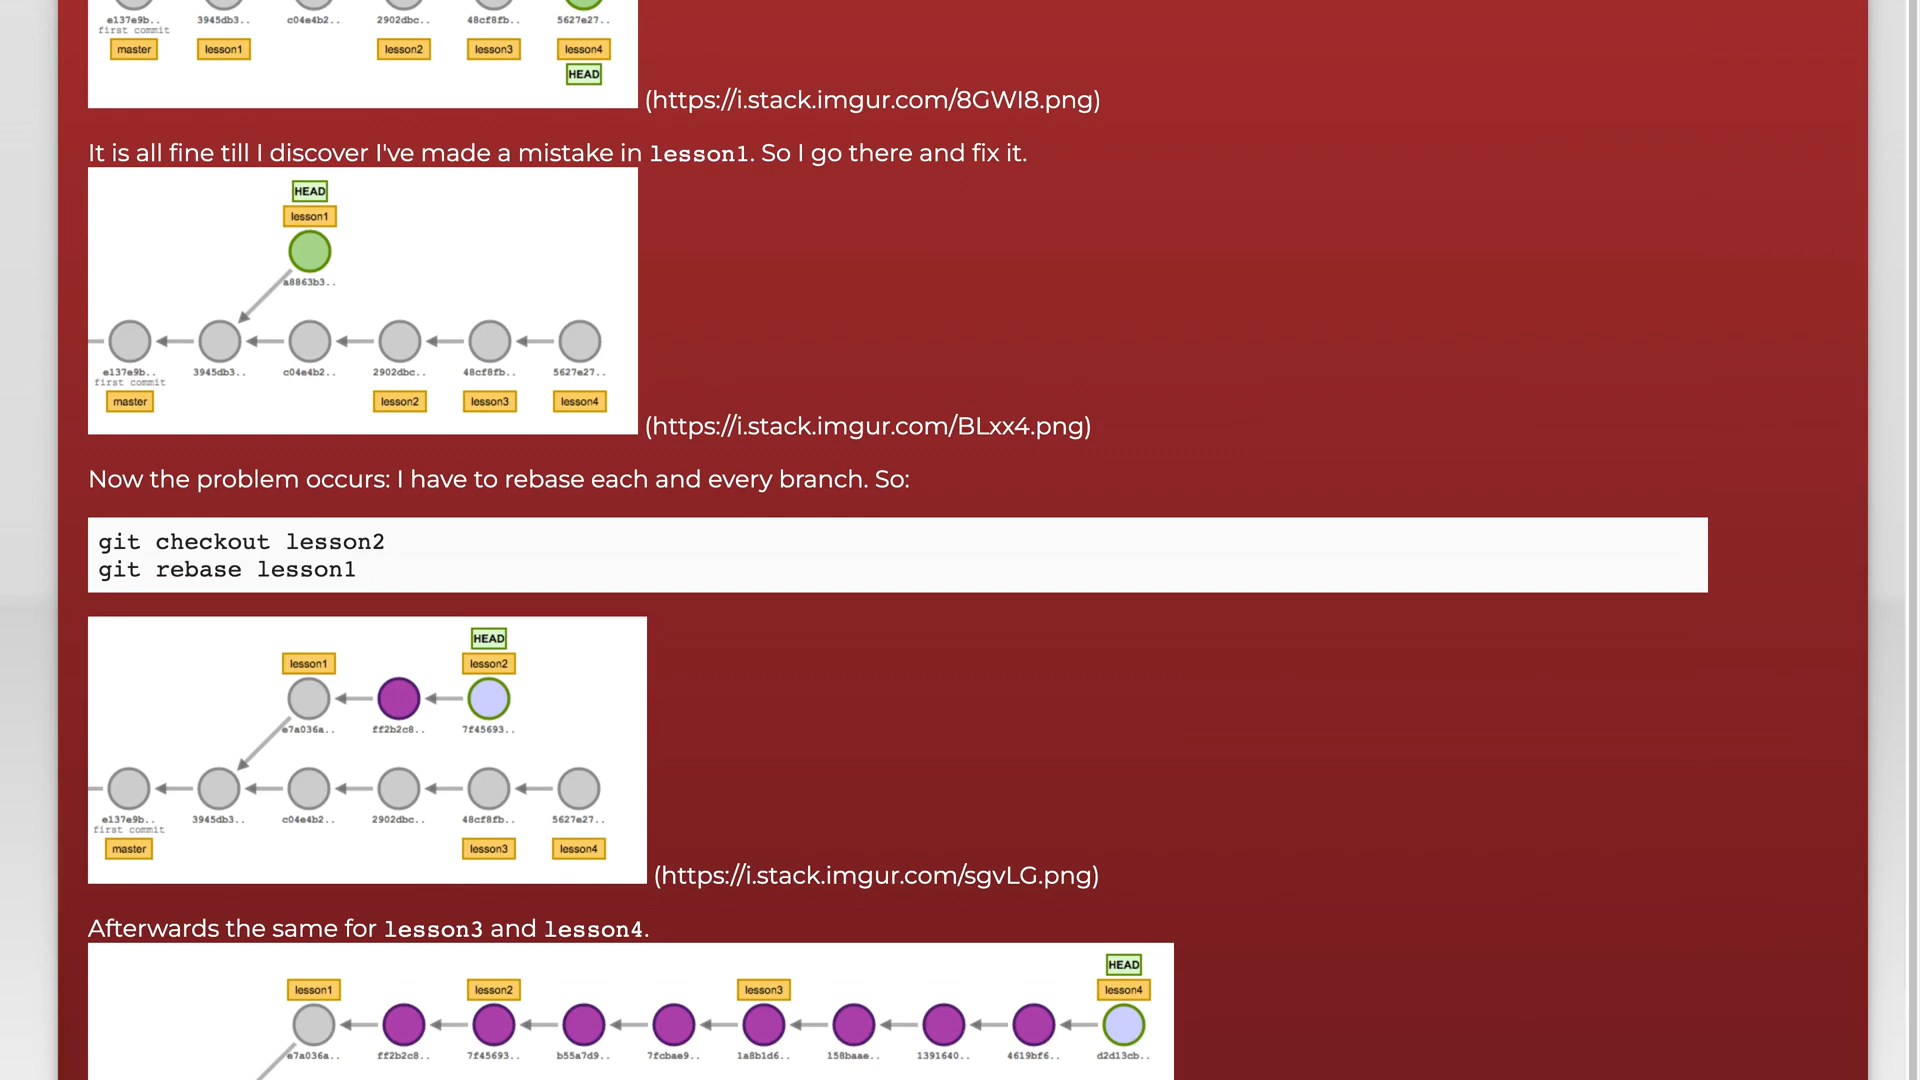 e137e9b.. 3945db3.. c04e4b2.. 2902dbc.. 48cf8fb.. 5627e27..
first commit
master lesson1 lesson2 lesson3 lesson4
HEAD
(https://i.stack.imgur.com/8GWI8.png)
It is all fine till I discover I've made a mistake in lesson1. So I go there and fix it.
HEAD
lesson1
a8863b3..
e137e9b.. 3945db3.. c04e4b2.. 2902dbc.. 48cf8fb.. 5627e27..
first commit
master lesson2 lesson3 lesson4
(https://i.stack.imgur.com/BLxx4.png)
Now the problem occurs: I have to rebase each and every branch. So:
git checkout lesson2
git rebase lesson1
HEAD
lesson1 lesson2
e7a036a.. ff2b2c8.. 7f45693..
e137e9b.. 3945db3.. c04e4b2.. 2902dbc.. 48cf8fb.. 5627e27..
first commit
master lesson3 lesson4
(https://i.stack.imgur.com/sgvLG.png)
Afterwards the same for lesson3 and lesson4.
HEAD
lesson1 lesson2 lesson3 lesson4
e7a036a.. ff2b2c8.. 7f45693.. b55a7d9.. 7fcbae9.. 1a8b1d6.. 158baae.. 1391640.. 4619bf6.. d2d13cb..